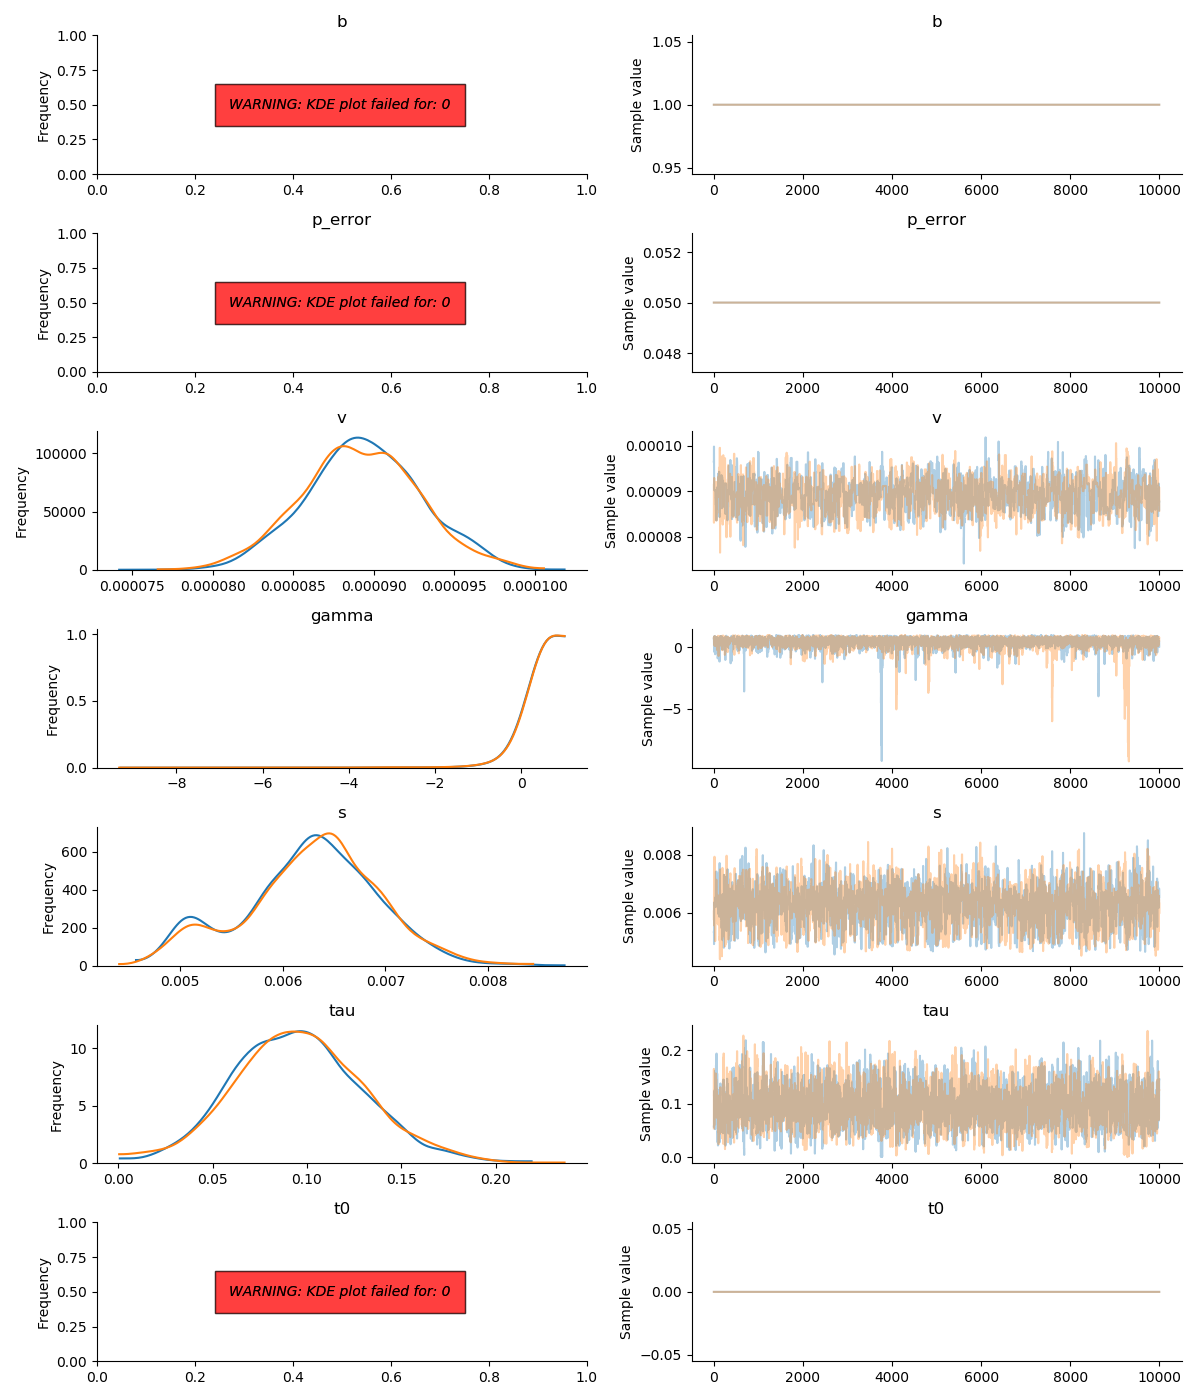 b
1.00
0.75
0.50
0.25
0.00
Frequency
WARNING: KDE plot failed for: 0
0.0 0.2 0.4 0.6 0.8 1.0
b
1.05
1.00
0.95
Sample value
0 2000 4000 6000 8000 10000
p_error
1.00
0.75
0.50
0.25
0.00
Frequency
WARNING: KDE plot failed for: 0
0.0 0.2 0.4 0.6 0.8 1.0
p_error
0.052
0.050
0.048
Sample value
0 2000 4000 6000 8000 10000
v
100000
50000
0
Frequency
0.000075 0.000080 0.000085 0.000090 0.000095 0.000100
v
0.00010
0.00009
0.00008
Sample value
0 2000 4000 6000 8000 10000
gamma
1.0
0.5
0.0
Frequency
−8 −6 −4 −2 0
gamma
0
−5
Sample value
0 2000 4000 6000 8000 10000
s
600
400
200
0
Frequency
0.005 0.006 0.007 0.008
s
0.008
0.006
Sample value
0 2000 4000 6000 8000 10000
tau
10
5
0
Frequency
0.00 0.05 0.10 0.15 0.20
tau
0.2
0.1
0.0
Sample value
0 2000 4000 6000 8000 10000
t0
1.00
0.75
0.50
0.25
0.00
Frequency
WARNING: KDE plot failed for: 0
0.0 0.2 0.4 0.6 0.8 1.0
t0
0.05
0.00
−0.05
Sample value
0 2000 4000 6000 8000 10000